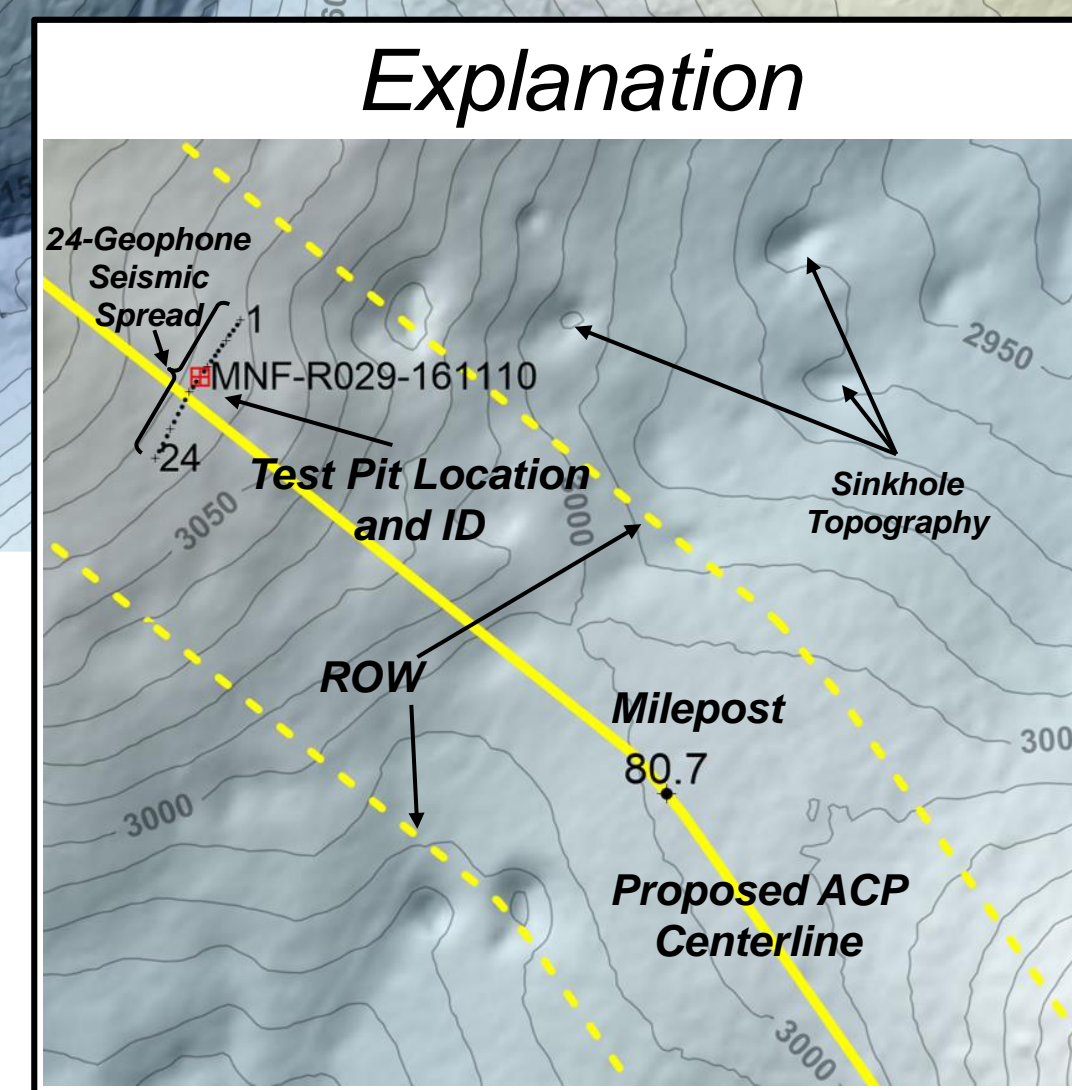 Explanation
24-Geophone
Seismic
Spread
1
MNF-R029-161110
24
2950
Test Pit Location
and ID
Sinkhole
Topography
3050
ROW
Milepost
80.7
3000
Proposed ACP
Centerline
3000